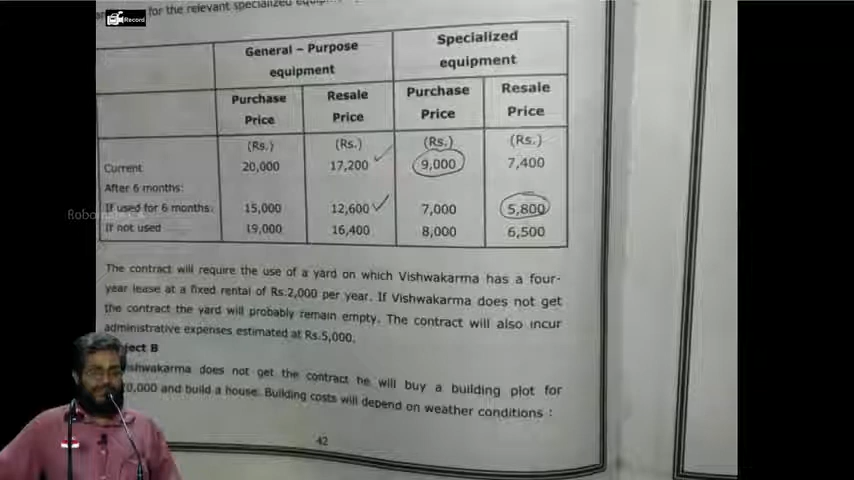 Record
for the relevant specialized
General – Purpose equipment
Specialized equipment
Purchase Price
Resale Price
Purchase Price
Resale Price
(Rs.) (Rs.) (Rs.) (Rs.)
Current 20,000 17,200 9,000 7,400
After 6 months:
If used for 6 months: 15,000 12,600 7,000 5,800
If not used 19,000 16,400 8,000 6,500
The contract will require the use of a yard on which Vishwakarma has a four-
year lease at a fixed rental of Rs.2,000 per year. If Vishwakarma does not get
the contract the yard will probably remain empty. The contract will also incur
administrative expenses estimated at Rs.5,000.
B
does not get the contract he will buy a building plot for
and build a house. Building costs will depend on weather conditions :
42